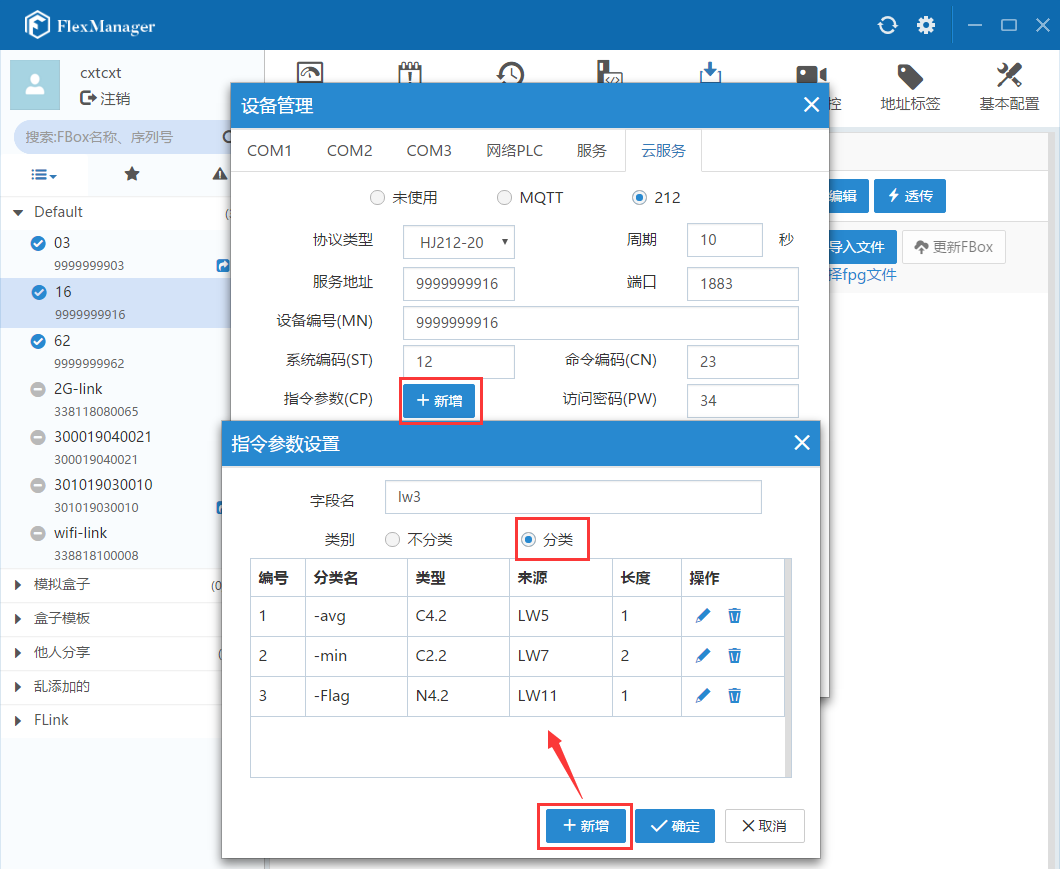 FlexManager
cxtcxt
注销
搜索:FBox名称、序列号
Default
03
9999999903
16
9999999916
62
9999999962
2G-link
338118080065
300019040021
300019040021
301019030010
301019030010
wifi-link
338818100008
模拟盒子
盒子模板
他人分享
乱添加的
FLink
控
地址标签
基本配置
编辑
透传
导入文件
更新FBox
择fpg文件
设备管理
COM1 COM2 COM3 网络PLC 服务 云服务
未使用 MQTT 212
协议类型 HJ212-20 周期 10 秒
服务地址 9999999916 端口 1883
设备编号(MN) 9999999916
系统编码(ST) 12 命令编码(CN) 23
指令参数(CP) 新增 访问密码(PW) 34
指令参数设置
字段名 lw3
类别 不分类 分类
编号 分类名 类型 来源 长度 操作
1 -avg C4.2 LW5 1
2 -min C2.2 LW7 2
3 -Flag N4.2 LW11 1
新增 确定 取消